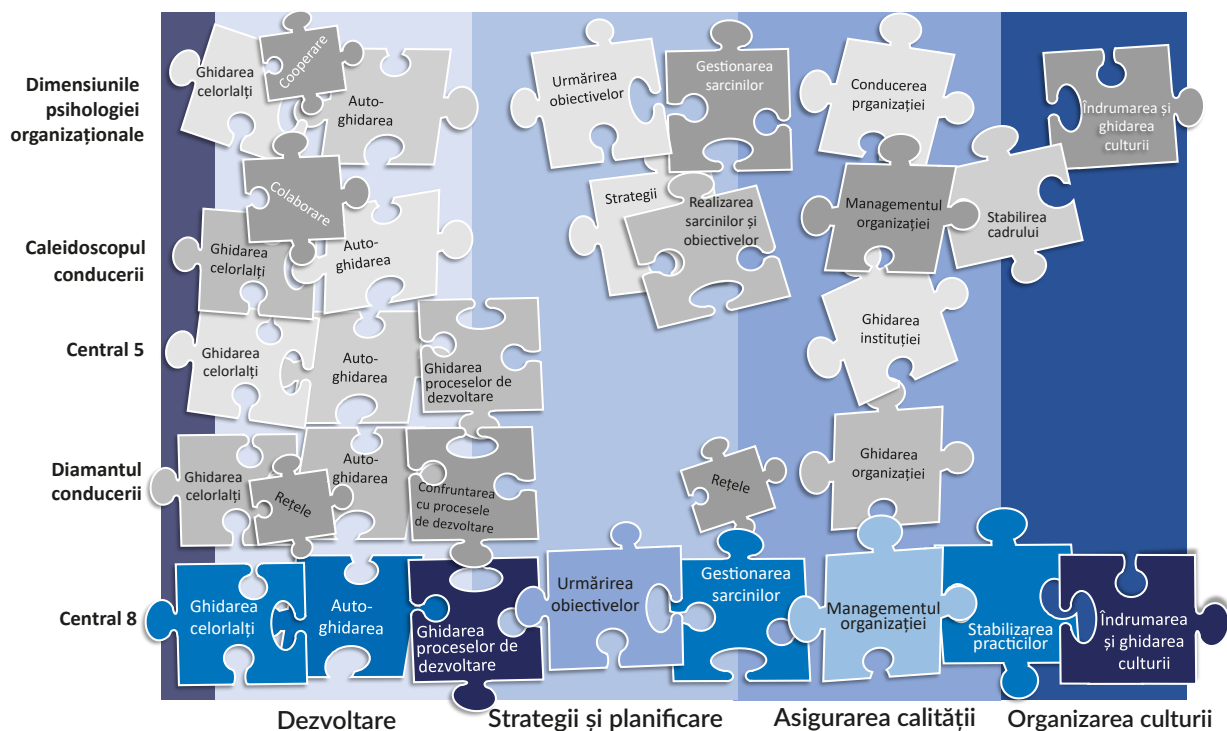 Dimensiunile
psihologiei
organizaționale
Ghidarea
celorlalți
Cooperare
Auto-
ghidarea
Urmărirea
obiectivelor
Gestionarea
sarcinilor
Conducerea
prganizației
Îndrumarea și
ghidarea
culturii
Caleidoscopul
conducerii
Ghidarea
celorlalți
Colaborare
Auto-
ghidarea
Strategii
Realizarea
sarcinilor și
obiectivelor
Managementul
organizației
Stabilirea
cadrului
Central 5
Ghidarea
celorlalți
Auto-
ghidarea
Ghidarea
proceselor de
dezvoltare
Ghidarea
instituției
Diamantul
conducerii
Ghidarea
celorlalți
Rețele
Auto-
ghidarea
Confruntarea
cu procesele
de dezvoltare
Rețele
Ghidarea
organizației
Central 8
Ghidarea
celorlalți
Auto-
ghidarea
Ghidarea
proceselor de
dezvoltare
Urmărirea
obiectivelor
Gestionarea
sarcinilor
Managementul
organizației
Stabilizarea
practicilor
Îndrumarea
și ghidarea
culturii
Dezvoltare
Strategii și planificare
Asigurarea calității
Organizarea culturii